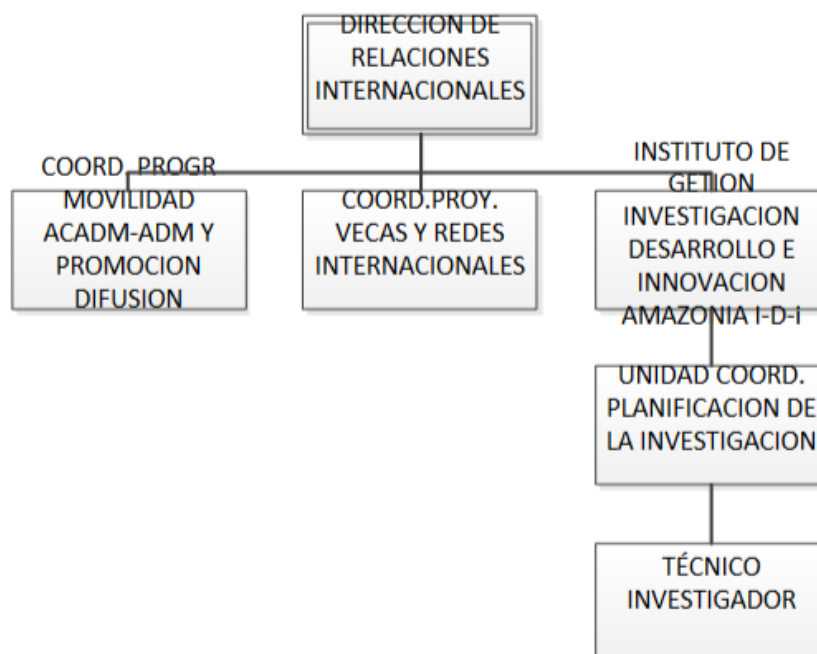 DIRECCION DE
RELACIONES
INTERNACIONALES
COORD. PROGR
MOVILIDAD
ACADM-ADM Y
PROMOCION
DIFUSION
COORD.PROY.
VECAS Y REDES
INTERNACIONALES
INSTITUTO DE
GETION
INVESTIGACION
DESARROLLO E
INNOVACION
AMAZONIA I-D-i
UNIDAD COORD.
PLANIFICACION DE
LA INVESTIGACION
TÉCNICO
INVESTIGADOR